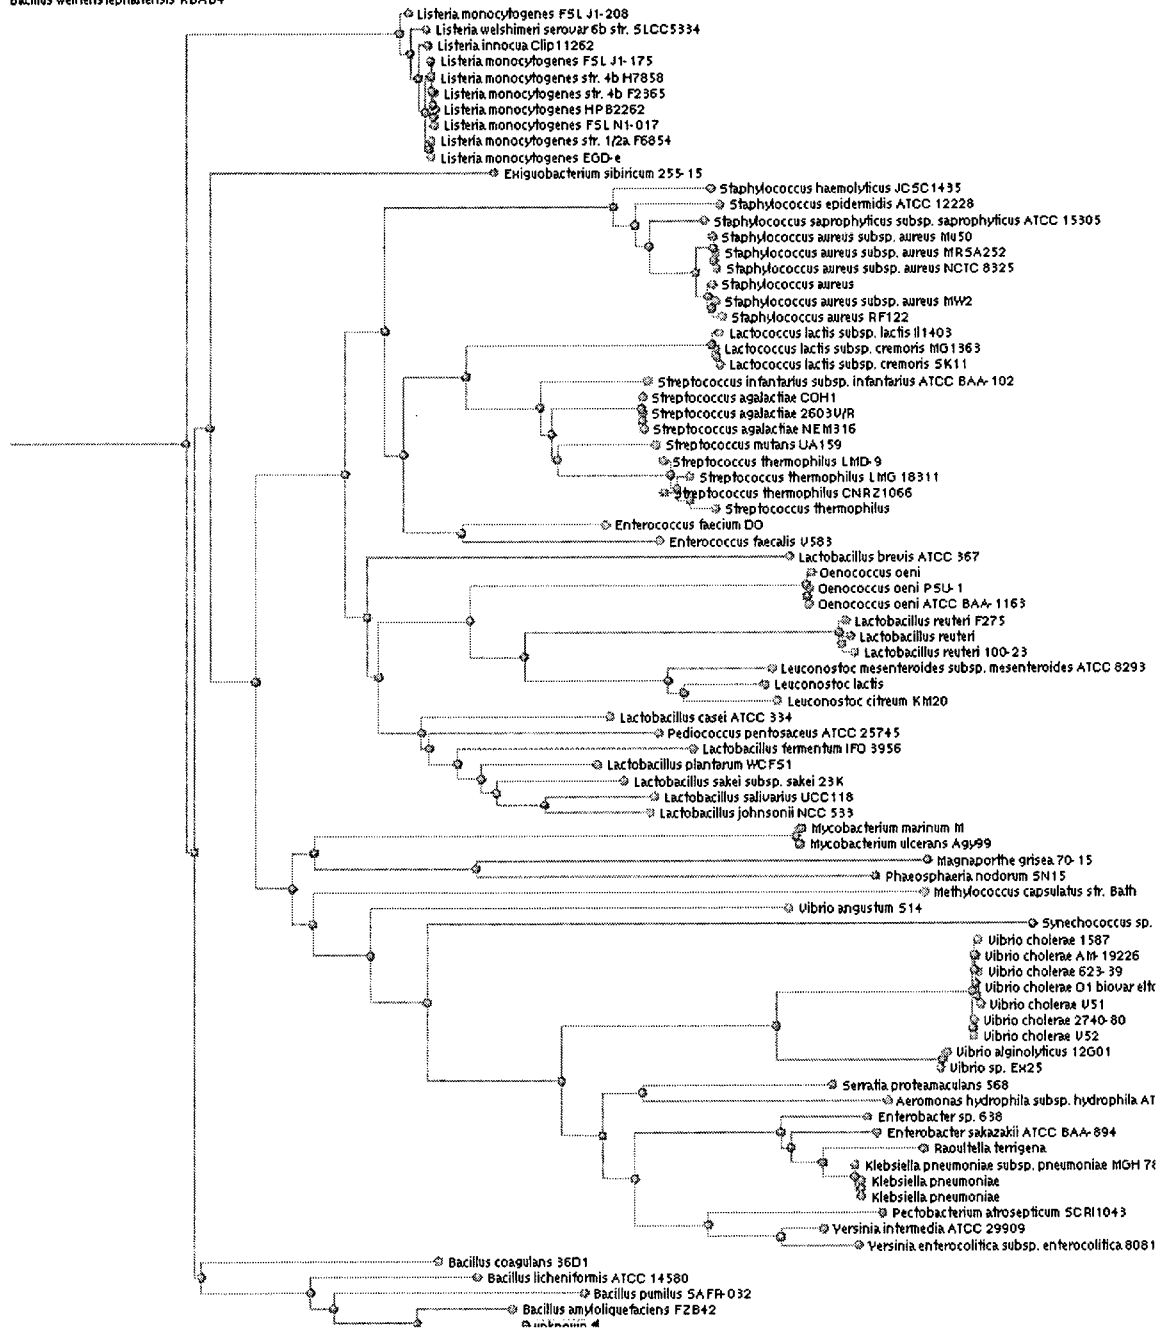 Bacillus weihenstephanensis KBAB4
Listeria monocytogenes FSL J1-208
Listeria welshimeri serovar 6b str. SLCC5334
Listeria innocua Clip11262
Listeria monocytogenes FSL J1-175
Listeria monocytogenes str. 4b H7858
Listeria monocytogenes str. 4b F2365
Listeria monocytogenes HPB2262
Listeria monocytogenes FSL N1-017
Listeria monocytogenes str. 1/2a F6854
Listeria monocytogenes EGD-e
Exiguobacterium sibiricum 255-15
Staphylococcus haemolyticus JCSC1435
Staphylococcus epidermidis ATCC 12228
Staphylococcus saprophyticus subsp. saprophyticus ATCC 15305
Staphylococcus aureus subsp. aureus Mu50
Staphylococcus aureus subsp. aureus MRSA252
Staphylococcus aureus subsp. aureus NCTC 8325
Staphylococcus aureus
Staphylococcus aureus subsp. aureus MW2
Staphylococcus aureus RF122
Lactococcus lactis subsp. lactis Il1403
Lactococcus lactis subsp. cremoris MG1363
Lactococcus lactis subsp. cremoris SK11
Streptococcus infantarius subsp. infantarius ATCC BAA-102
Streptococcus agalactiae COH1
Streptococcus agalactiae 2603V/R
Streptococcus agalactiae NEM316
Streptococcus mutans UA159
Streptococcus thermophilus LMD-9
Streptococcus thermophilus LMG 18311
Streptococcus thermophilus CNRZ1066
Streptococcus thermophilus
Enterococcus faecium DO
Enterococcus faecalis V583
Lactobacillus brevis ATCC 367
Oenococcus oeni
Oenococcus oeni PSU-1
Oenococcus oeni ATCC BAA-1163
Lactobacillus reuteri F275
Lactobacillus reuteri
Lactobacillus reuteri 100-23
Leuconostoc mesenteroides subsp. mesenteroides ATCC 8293
Leuconostoc lactis
Leuconostoc citreum KM20
Lactobacillus casei ATCC 334
Pediococcus pentosaceus ATCC 25745
Lactobacillus fermentum IFO 3956
Lactobacillus plantarum WCFS1
Lactobacillus sakei subsp. sakei 23K
Lactobacillus salivarius UCC118
Lactobacillus johnsonii NCC 533
Mycobacterium marinum M
Mycobacterium ulcerans Agy99
Magnaporthe grisea 70-15
Phaeosphaeria nodorum SN15
Methylococcus capsulatus str. Bath
Vibrio angustum S14
Synechococcus sp.
Vibrio cholerae 1587
Vibrio cholerae AM-19226
Vibrio cholerae 623-39
Vibrio cholerae O1 biovar elto
Vibrio cholerae V51
Vibrio cholerae 2740-80
Vibrio cholerae V52
Vibrio alginolyticus 12G01
Vibrio sp. Ex25
Serratia proteamaculans 568
Aeromonas hydrophila subsp. hydrophila AT
Enterobacter sp. 638
Enterobacter sakazakii ATCC BAA-894
Raoultella terrigena
Klebsiella pneumoniae subsp. pneumoniae MGH 78
Klebsiella pneumoniae
Klebsiella pneumoniae
Pectobacterium atrosepticum SCRI1043
Yersinia intermedia ATCC 29909
Yersinia enterocolitica subsp. enterocolitica 8081
Bacillus coagulans 36D1
Bacillus licheniformis ATCC 14580
Bacillus pumilus SAFR-032
Bacillus amyloliquefaciens FZB42
unknown